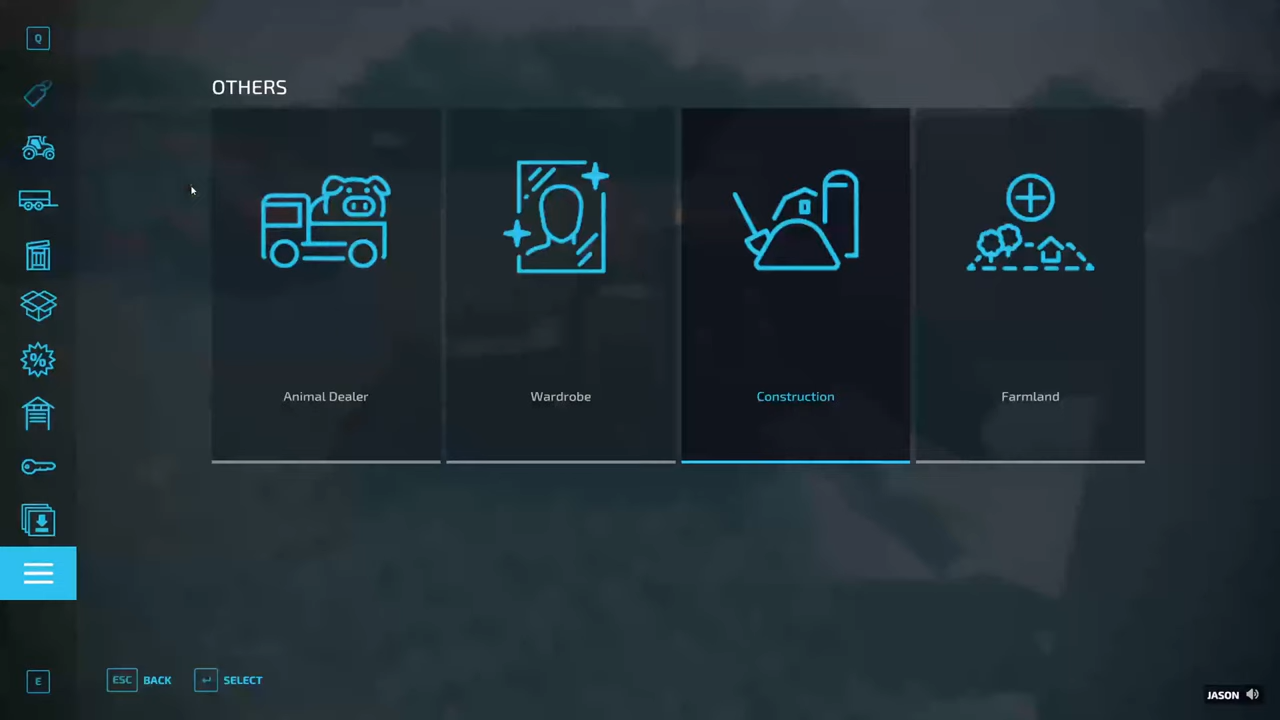 Q
OTHERS
Animal Dealer
Wardrobe
Construction
Farmland
%
E
ESC BACK SELECT
JASON